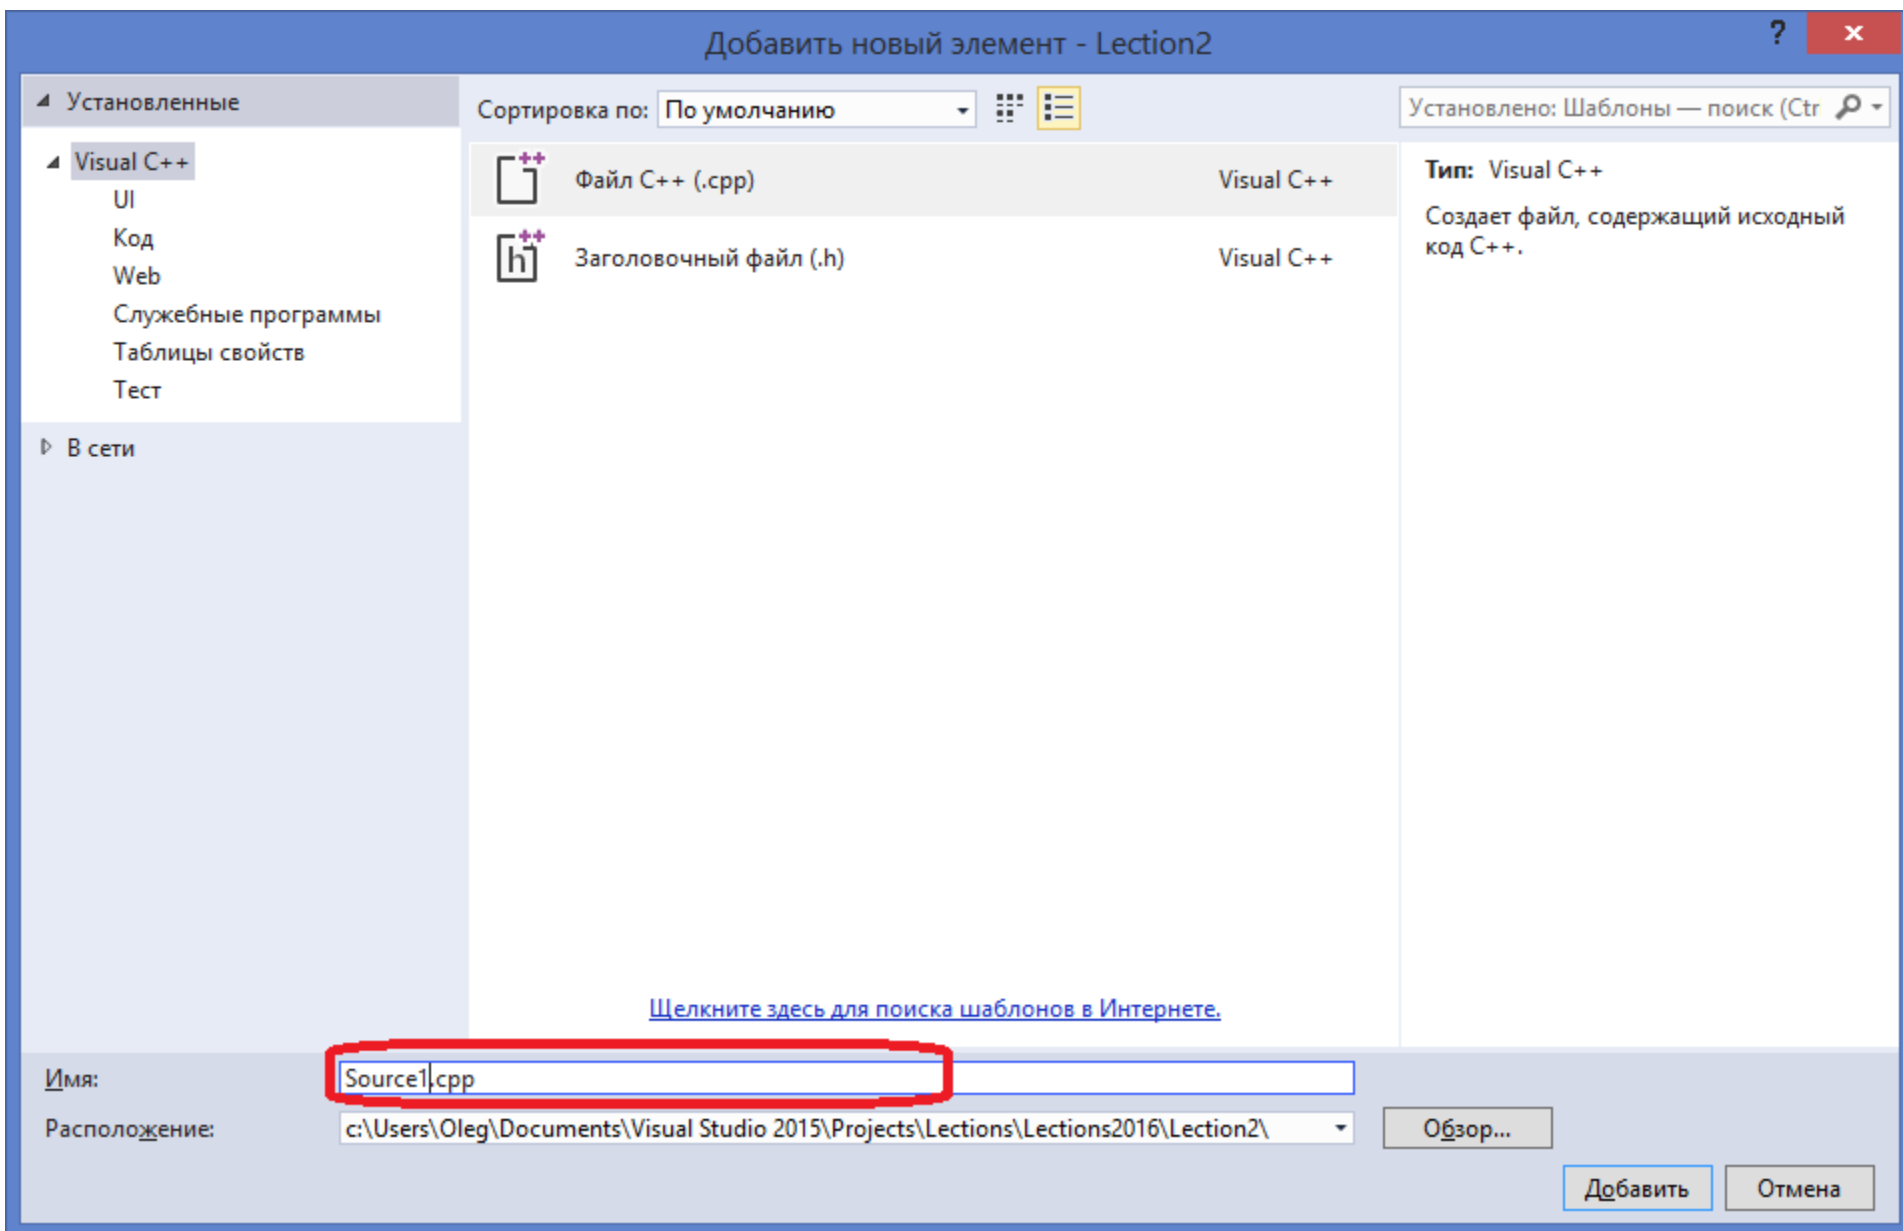 Добавить новый элемент - Lection2
?
Установленные
Visual C++
UI
Код
Web
Служебные программы
Таблицы свойств
Тест
В сети
Сортировка по: По умолчанию
Файл C++ (.cpp) Visual C++
Заголовочный файл (.h) Visual C++
Щелкните здесь для поиска шаблонов в Интернете.
Установлено: Шаблоны — поиск (Ctr
Тип: Visual C++
Создает файл, содержащий исходный
код C++.
Имя: Source1.cpp
Расположение: c:\Users\Oleg\Documents\Visual Studio 2015\Projects\Lections\Lections2016\Lection2\
Обзор...
Добавить Отмена